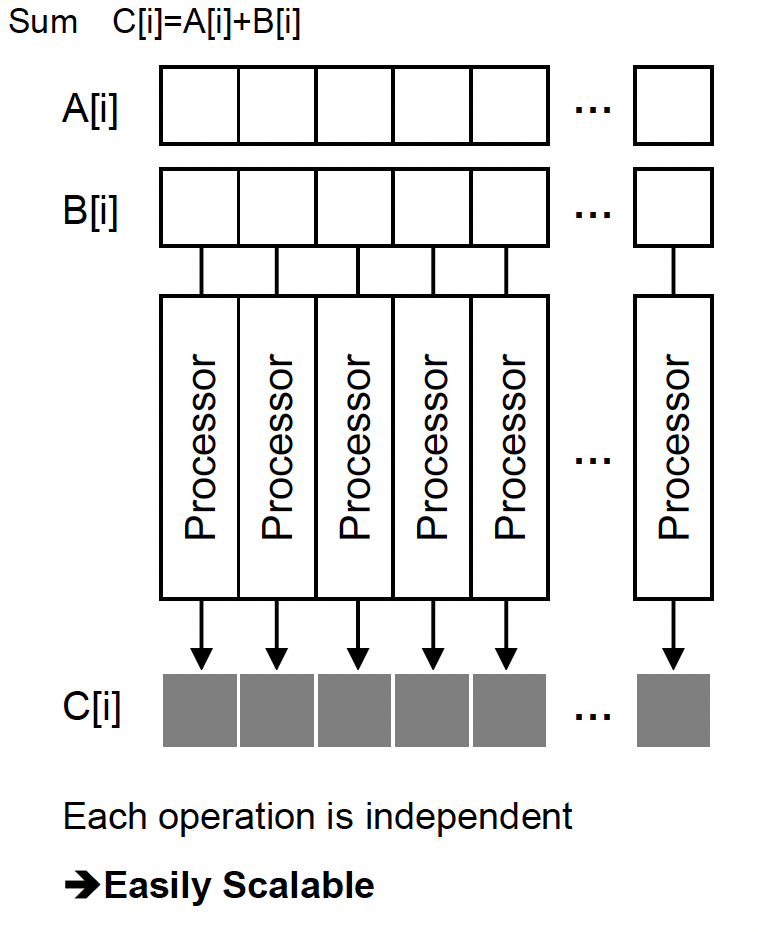 Sum C[i]=A[i]+B[i]
A[i] ...
B[i] ...
Processor Processor Processor Processor Processor ... Processor
C[i] ...
Each operation is independent
➔Easily Scalable